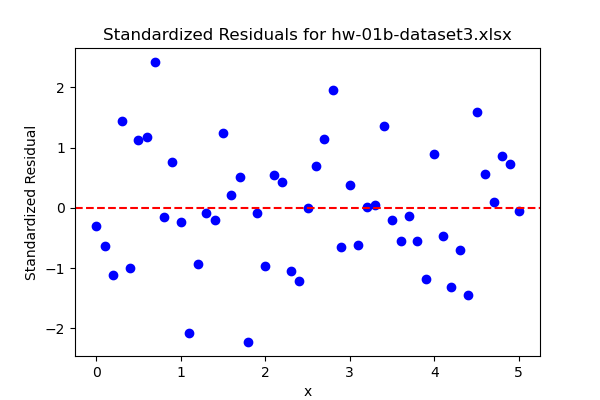 Standardized Residuals for hw-01b-dataset3.xlsx
Standardized Residual
2
1
0
−1
−2
0 1 2 3 4 5
x